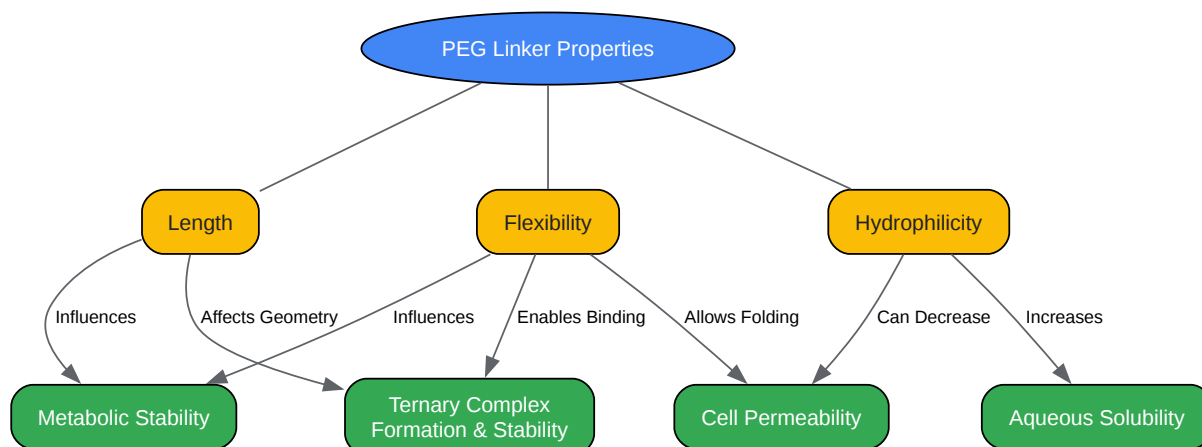 PEG Linker Properties
Length
Flexibility
Hydrophilicity
Influences
Affects Geometry
Influences
Enables Binding
Allows Folding
Can Decrease
Increases
Metabolic Stability
Ternary Complex
Formation & Stability
Cell Permeability
Aqueous Solubility